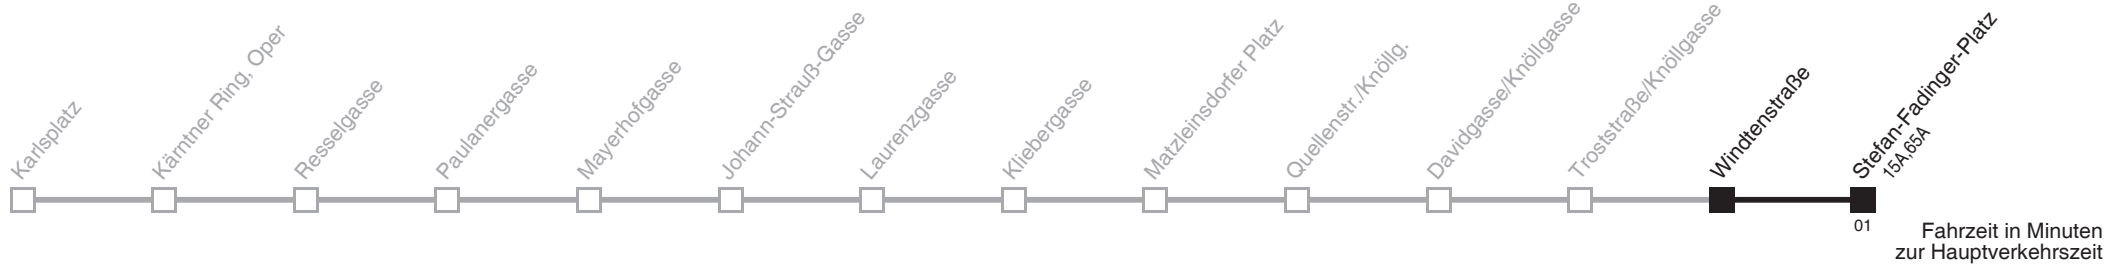 Karlsplatz
Kärntner Ring, Oper
Resselgasse
Paulanergasse
Mayerhofgasse
Johann-Strauß-Gasse
Laurenzgasse
Kliebergasse
Matzleinsdorfer Platz
Quellenstr./Knöllg.
Davidgasse/Knöllgasse
Troststraße/Knöllgasse
Windtenstraße
Stefan-Fadinger-Platz
15A,65A
01
Fahrzeit in Minuten
zur Hauptverkehrszeit